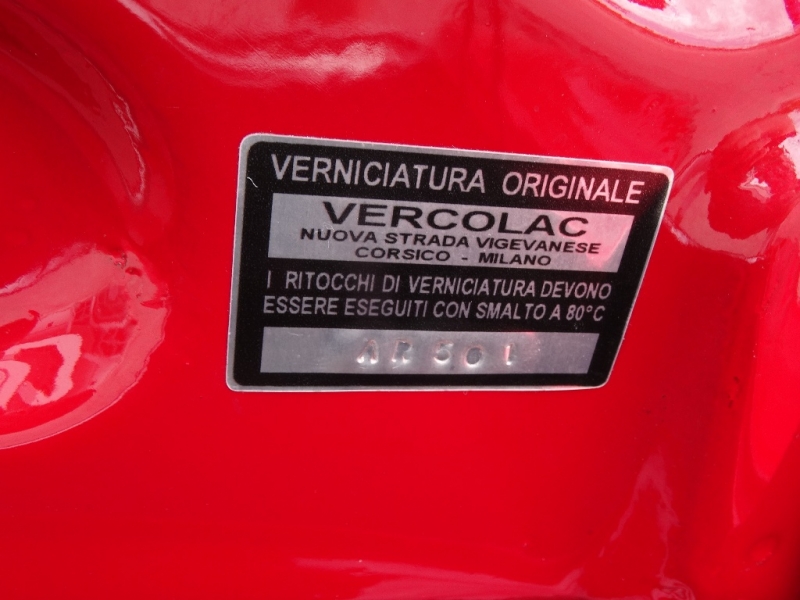 VERNICIATURA ORIGINALE
VERCOLAC
NUOVA STRADA VIGEVANESE
CORSICO - MILANO
I RITOCCHI DI VERNICIATURA DEVONO
ESSERE ESEGUITI CON SMALTO A 80°C
AR 501